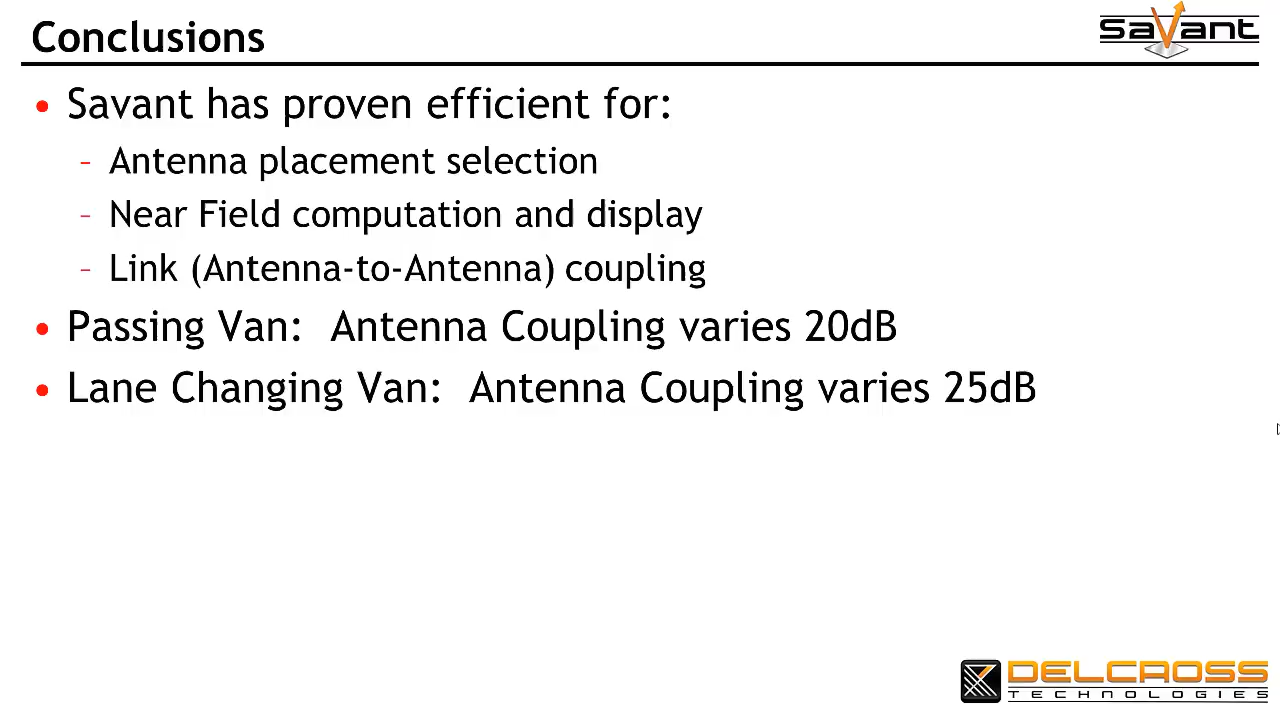 Conclusions
Savant
• Savant has proven efficient for:
- Antenna placement selection
- Near Field computation and display
- Link (Antenna-to-Antenna) coupling
• Passing Van: Antenna Coupling varies 20dB
• Lane Changing Van: Antenna Coupling varies 25dB
DELCROSS
TECHNOLOGIES